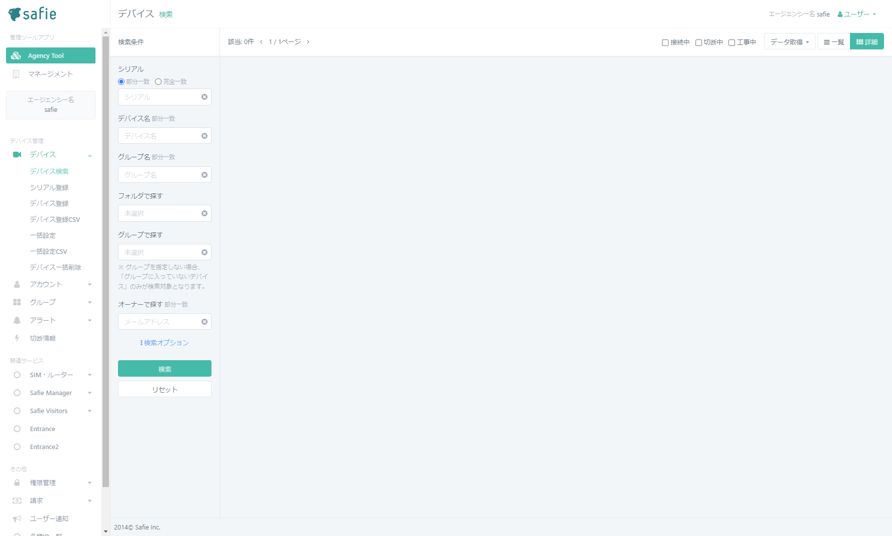 safie
管理ツールアプリ
Agency Tool
マネージメント
エージェンシー名
safie
デバイス管理
デバイス
デバイス検索
シリアル登録
デバイス登録
デバイス登録CSV
一括設定
一括設定CSV
デバイス一括削除
アカウント
グループ
アラート
切断情報
関連サービス
SIM・ルーター
Safie Manager
Safie Visitors
Entrance
Entrance2
その他
権限管理
請求
ユーザー通知
デバイス 検索
エージェンシー名 safie
ユーザー
検索条件
該当: 0件 ‹ 1 / 1ページ ›
接続中 切断中 工事中
データ取得
一覧
詳細
シリアル
部分一致 完全一致
シリアル
デバイス名 部分一致
デバイス名
グループ名 部分一致
グループ名
フォルダで探す
未選択
グループで探す
未選択
※ グループを指定しない場合、
「グループに入っていないデバイ
ス」のみが検索対象となります。
オーナーで探す 部分一致
メールアドレス
検索オプション
検索
リセット
2014© Safie Inc.